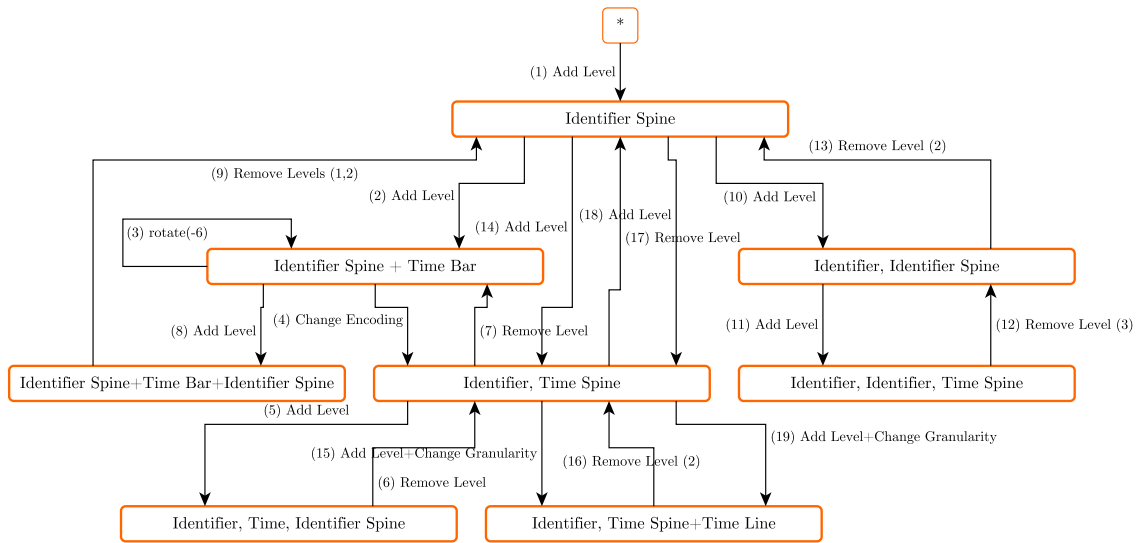 *
(1) Add Level
Identifier Spine
(13) Remove Level (2)
(9) Remove Levels (1,2)
(2) Add Level
(10) Add Level
(18) Add Level
(14) Add Level
(3) rotate(-6)
(17) Remove Level
Identifier Spine + Time Bar
Identifier, Identifier Spine
(4) Change Encoding
(8) Add Level
(7) Remove Level
(11) Add Level
(12) Remove Level (3)
Identifier Spine+Time Bar+Identifier Spine
Identifier, Time Spine
Identifier, Identifier, Time Spine
(5) Add Level
(19) Add Level+Change Granularity
(15) Add Level+Change Granularity
(16) Remove Level (2)
(6) Remove Level
Identifier, Time, Identifier Spine
Identifier, Time Spine+Time Line